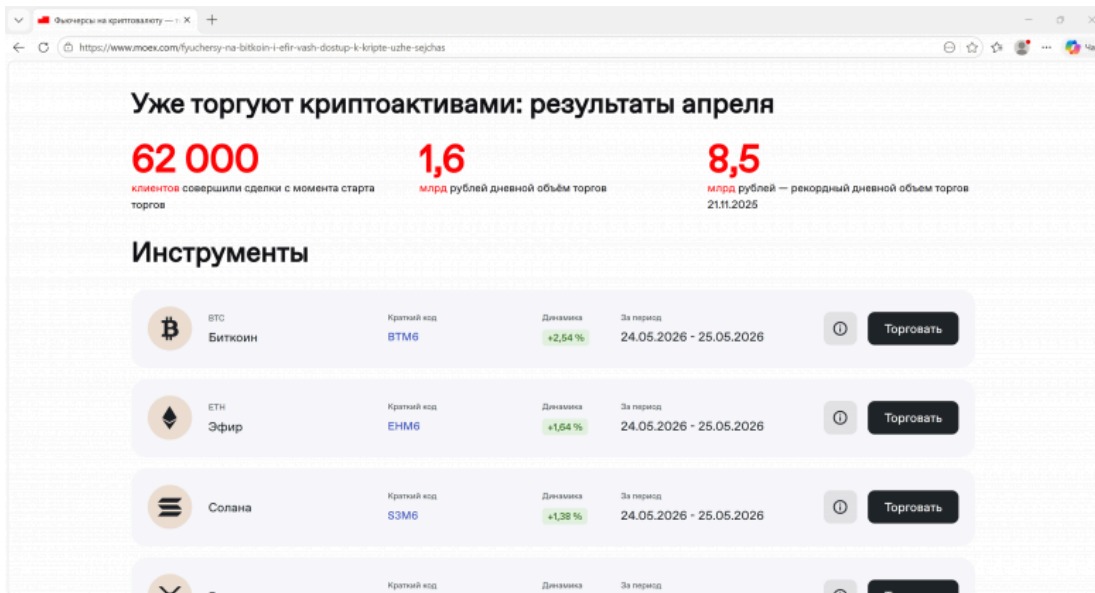 Фьючерсы на криптовалюту — т
https://www.moex.com/fyuchersy-na-bitkoin-i-efir-vash-dostup-k-kripte-uzhe-sejchas
Уже торгуют криптоактивами: результаты апреля
62 000
клиентов совершили сделки с момента старта
торгов
1,6
млрд рублей дневной объём торгов
8,5
млрд рублей — рекордный дневной объем торгов
21.11.2025
Инструменты
BTC
Биткоин
Краткий код
BTM6
Динамика
+2,54 %
За период
24.05.2026 - 25.05.2026
Торговать
ETH
Эфир
Краткий код
EHM6
Динамика
+1,64 %
За период
24.05.2026 - 25.05.2026
Торговать
Солана
Краткий код
S3M6
Динамика
+1,38 %
За период
24.05.2026 - 25.05.2026
Торговать
Краткий код
Динамика
За период